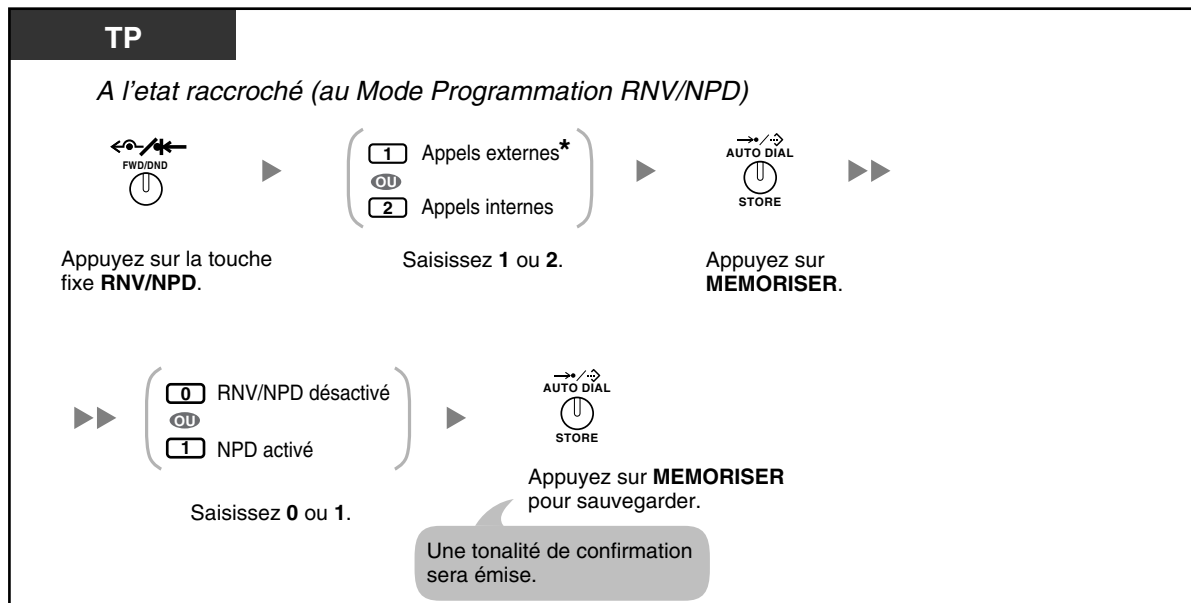 TP
A l'etat raccroché (au Mode Programmation RNV/NPD)
FWD/DND
1 Appels externes*
OU
2 Appels internes
AUTO DIAL
STORE
Appuyez sur la touche
fixe RNV/NPD.
Saisissez 1 ou 2.
Appuyez sur
MEMORISER.
0 RNV/NPD désactivé
OU
1 NPD activé
AUTO DIAL
STORE
Saisissez 0 ou 1.
Appuyez sur MEMORISER
pour sauvegarder.
Une tonalité de confirmation
sera émise.